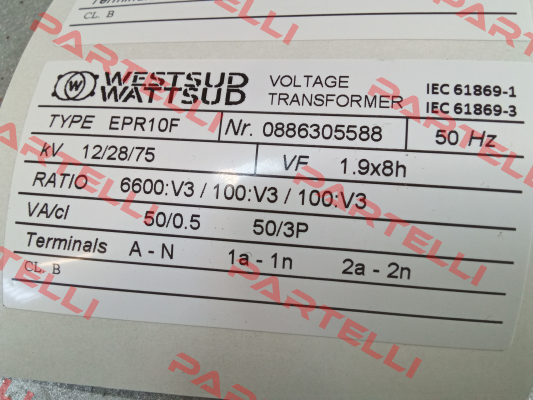 Terminals
CL. B
WESTSUD
WATTSUD
VOLTAGE
TRANSFORMER
IEC 61869-1
IEC 61869-3
TYPE EPR10F Nr. 0886305588 50 Hz
kV 12/28/75 VF 1.9x8h
RATIO 6600:V3 / 100:V3 / 100:V3
VA/cl 50/0.5 50/3P
Terminals A - N 1a - 1n 2a - 2n
CL. B
PARTELLI
PARTELLI
PARTELLI
PARTELLI